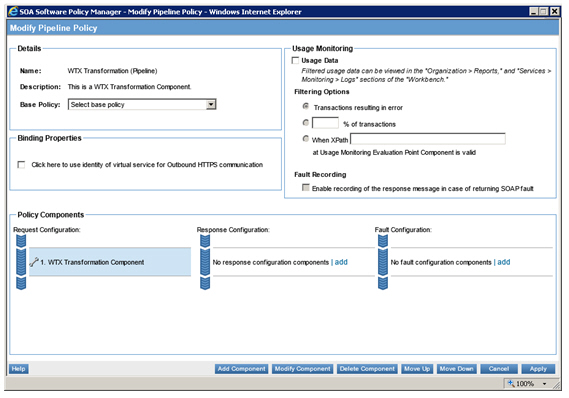 SOA Software Policy Manager - Modify Pipeline Policy - Windows Internet Explorer
Modify Pipeline Policy
Details
Name: WTX Transformation (Pipeline)
Description: This is a WTX Transformation Component.
Base Policy: Select base policy
Binding Properties
Click here to use identity of virtual service for Outbound HTTPS communication
Usage Monitoring
Usage Data
Filtered usage data can be viewed in the "Organization > Reports," and "Services >
Monitoring > Logs" sections of the "Workbench."
Filtering Options
Transactions resulting in error
% of transactions
When XPath
at Usage Monitoring Evaluation Point Component is valid
Fault Recording
Enable recording of the response message in case of returning SOAP fault
Policy Components
Request Configuration:
1. WTX Transformation Component
Response Configuration:
No response configuration components | add
Fault Configuration:
No fault configuration components | add
Help
Add Component Modify Component Delete Component Move Up Move Down Cancel Apply
100%